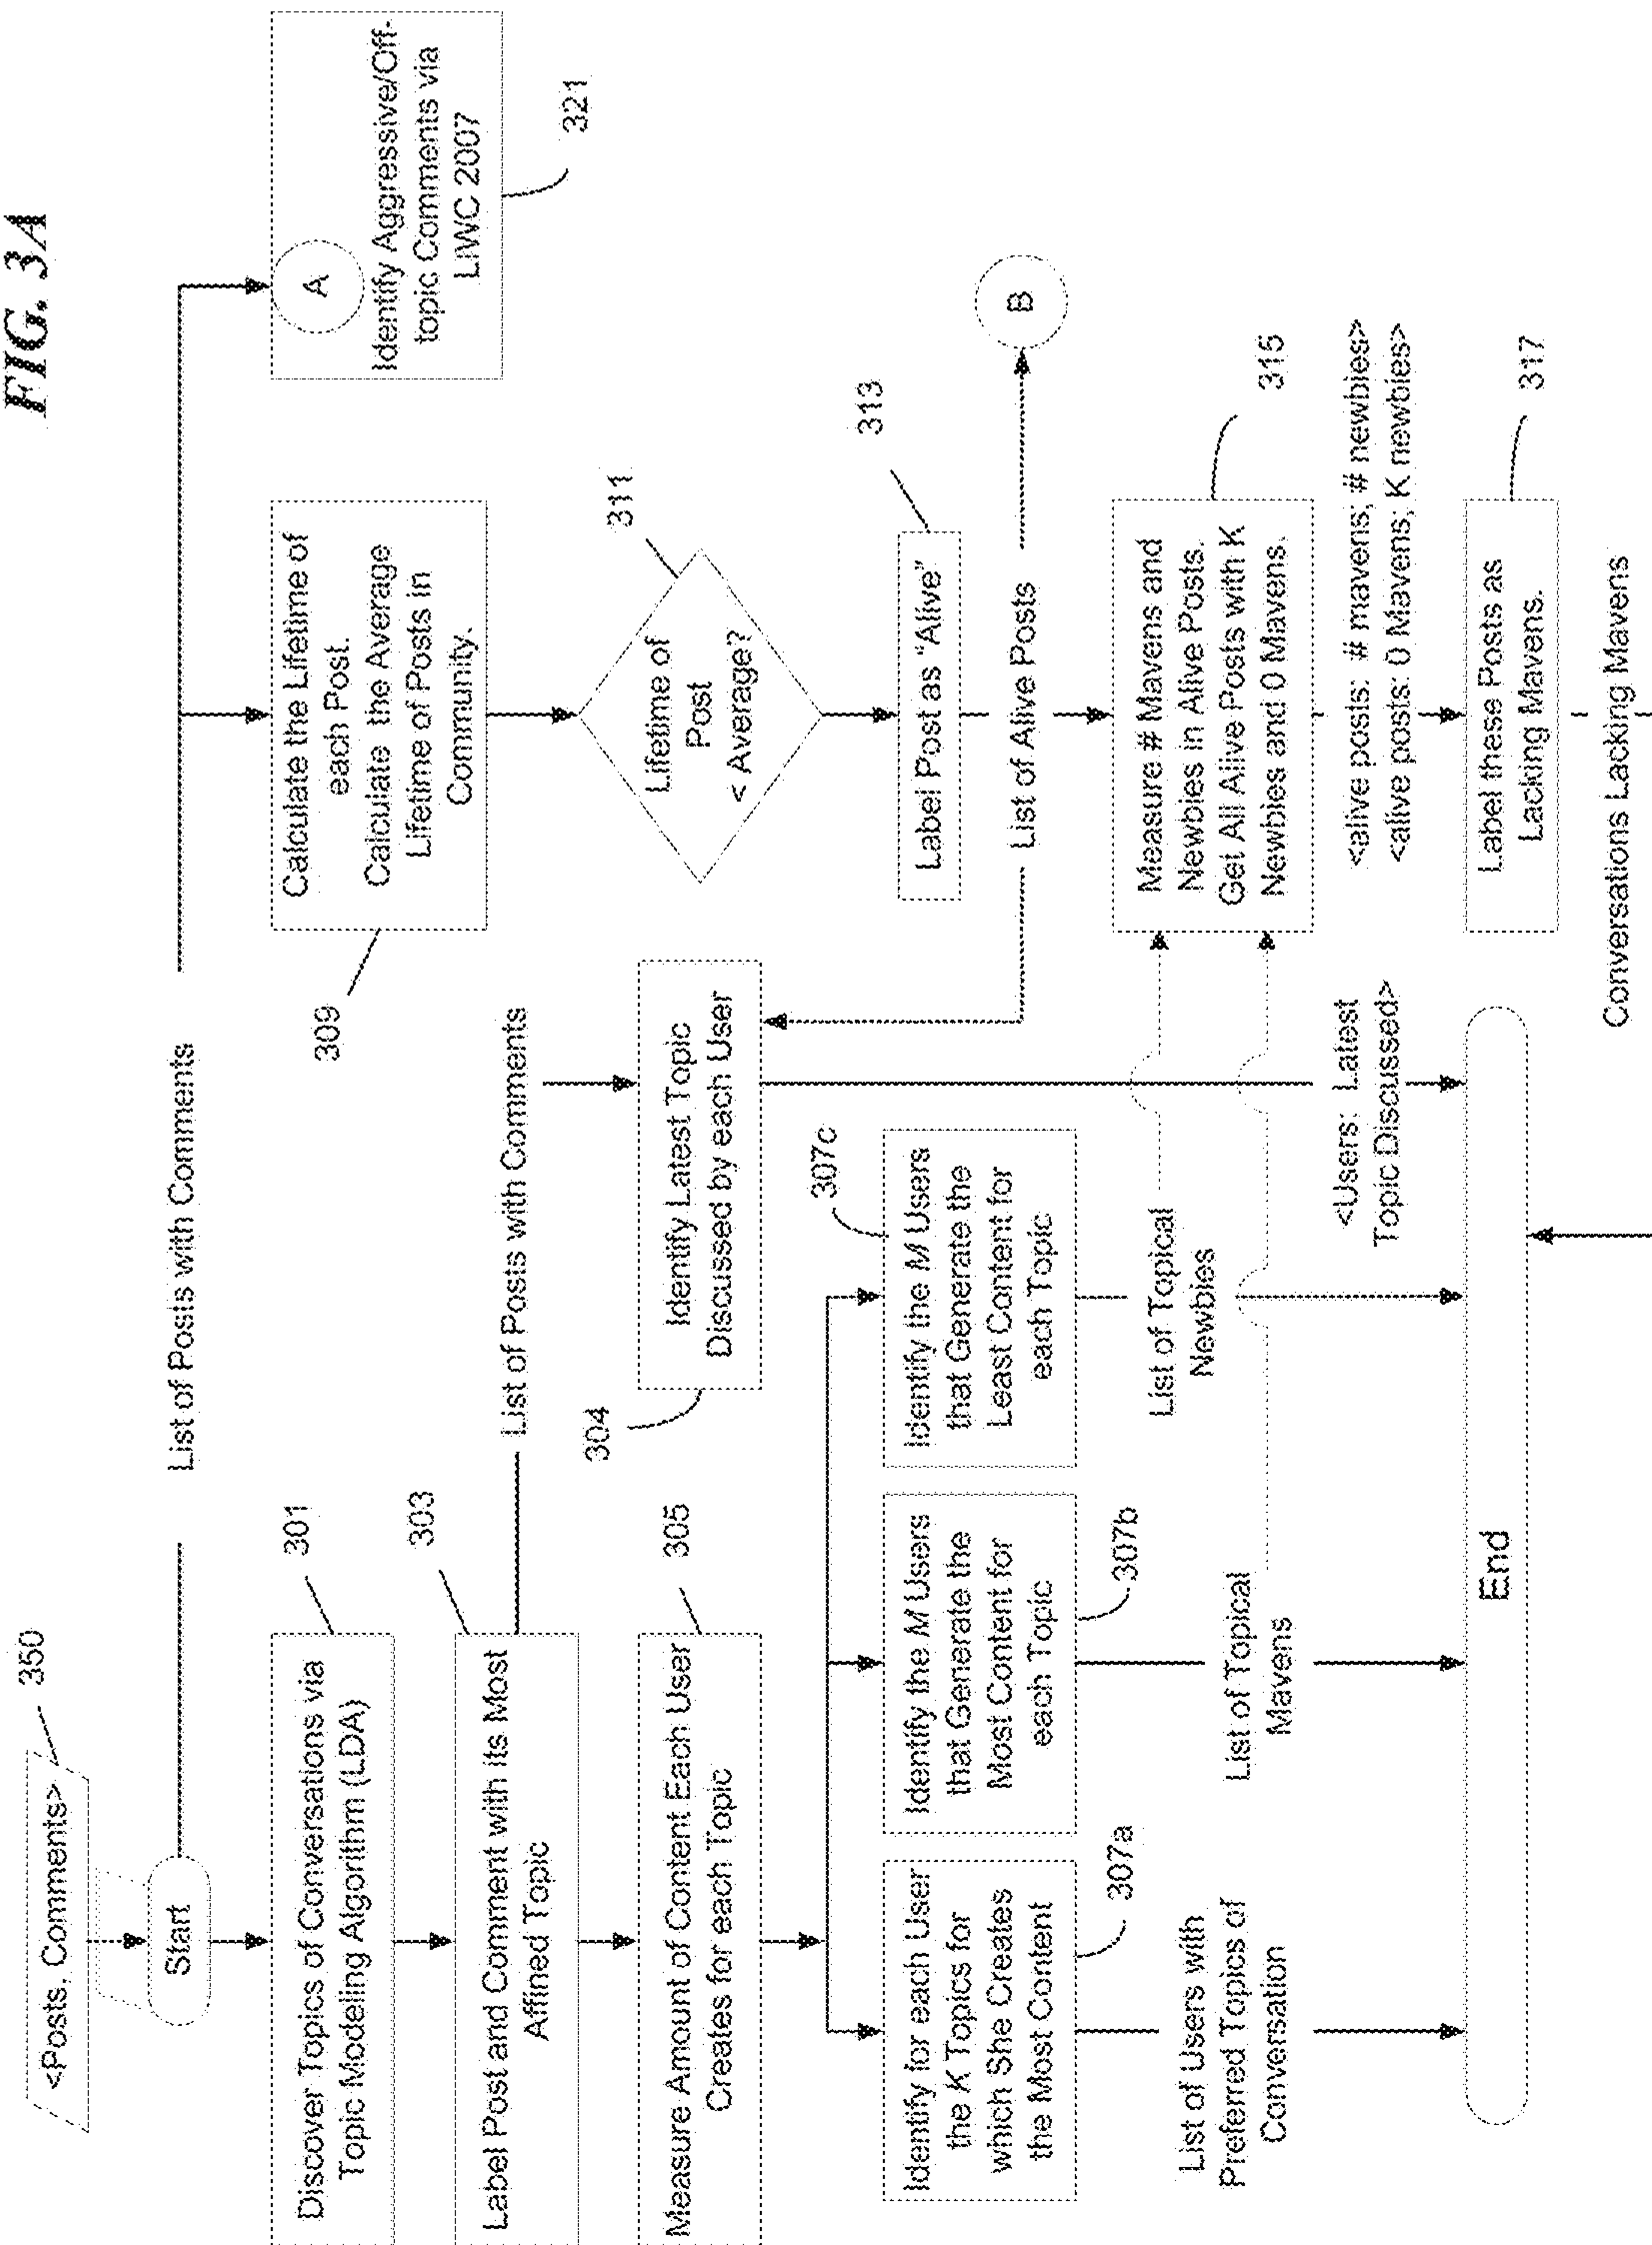 FIG. 3A
<Posts, Comments>
350
Start
List of Posts with Comments
Discover Topics of Conversations via
Topic Modeling Algorithm (LDA)
301
Label Post and Comment with its Most
Affined Topic
303
List of Posts with Comments
Measure Amount of Content Each User
Creates for each Topic
305
Identify Latest Topic
Discussed by each User
304
Identify for each User
the K Topics for
which She Creates
the Most Content
307a
Identify the M Users
that Generate the
Most Content for
each Topic
307b
Identify the M Users
that Generate the
Least Content for
each Topic
307c
List of Users with
Preferred Topics of
Conversation
List of Topical
Mavens
List of Topical
Newbies
<Users: Latest
Topic Discussed>
End
Calculate the Lifetime of
each Post.
Calculate the Average
Lifetime of Posts in
Community.
309
Lifetime of
Post
< Average?
311
Label Post as "Alive"
313
List of Alive Posts
B
Measure # Mavens and
Newbies in Alive Posts.
Get All Alive Posts with K
Newbies and 0 Mavens.
315
<alive posts: # mavens; # newbies>
<alive posts: 0 Mavens; K newbies>
Label these Posts as
Lacking Mavens.
317
Conversations Lacking Mavens
A
Identify Aggressive/Off-
topic Comments via
LIWC 2007
321